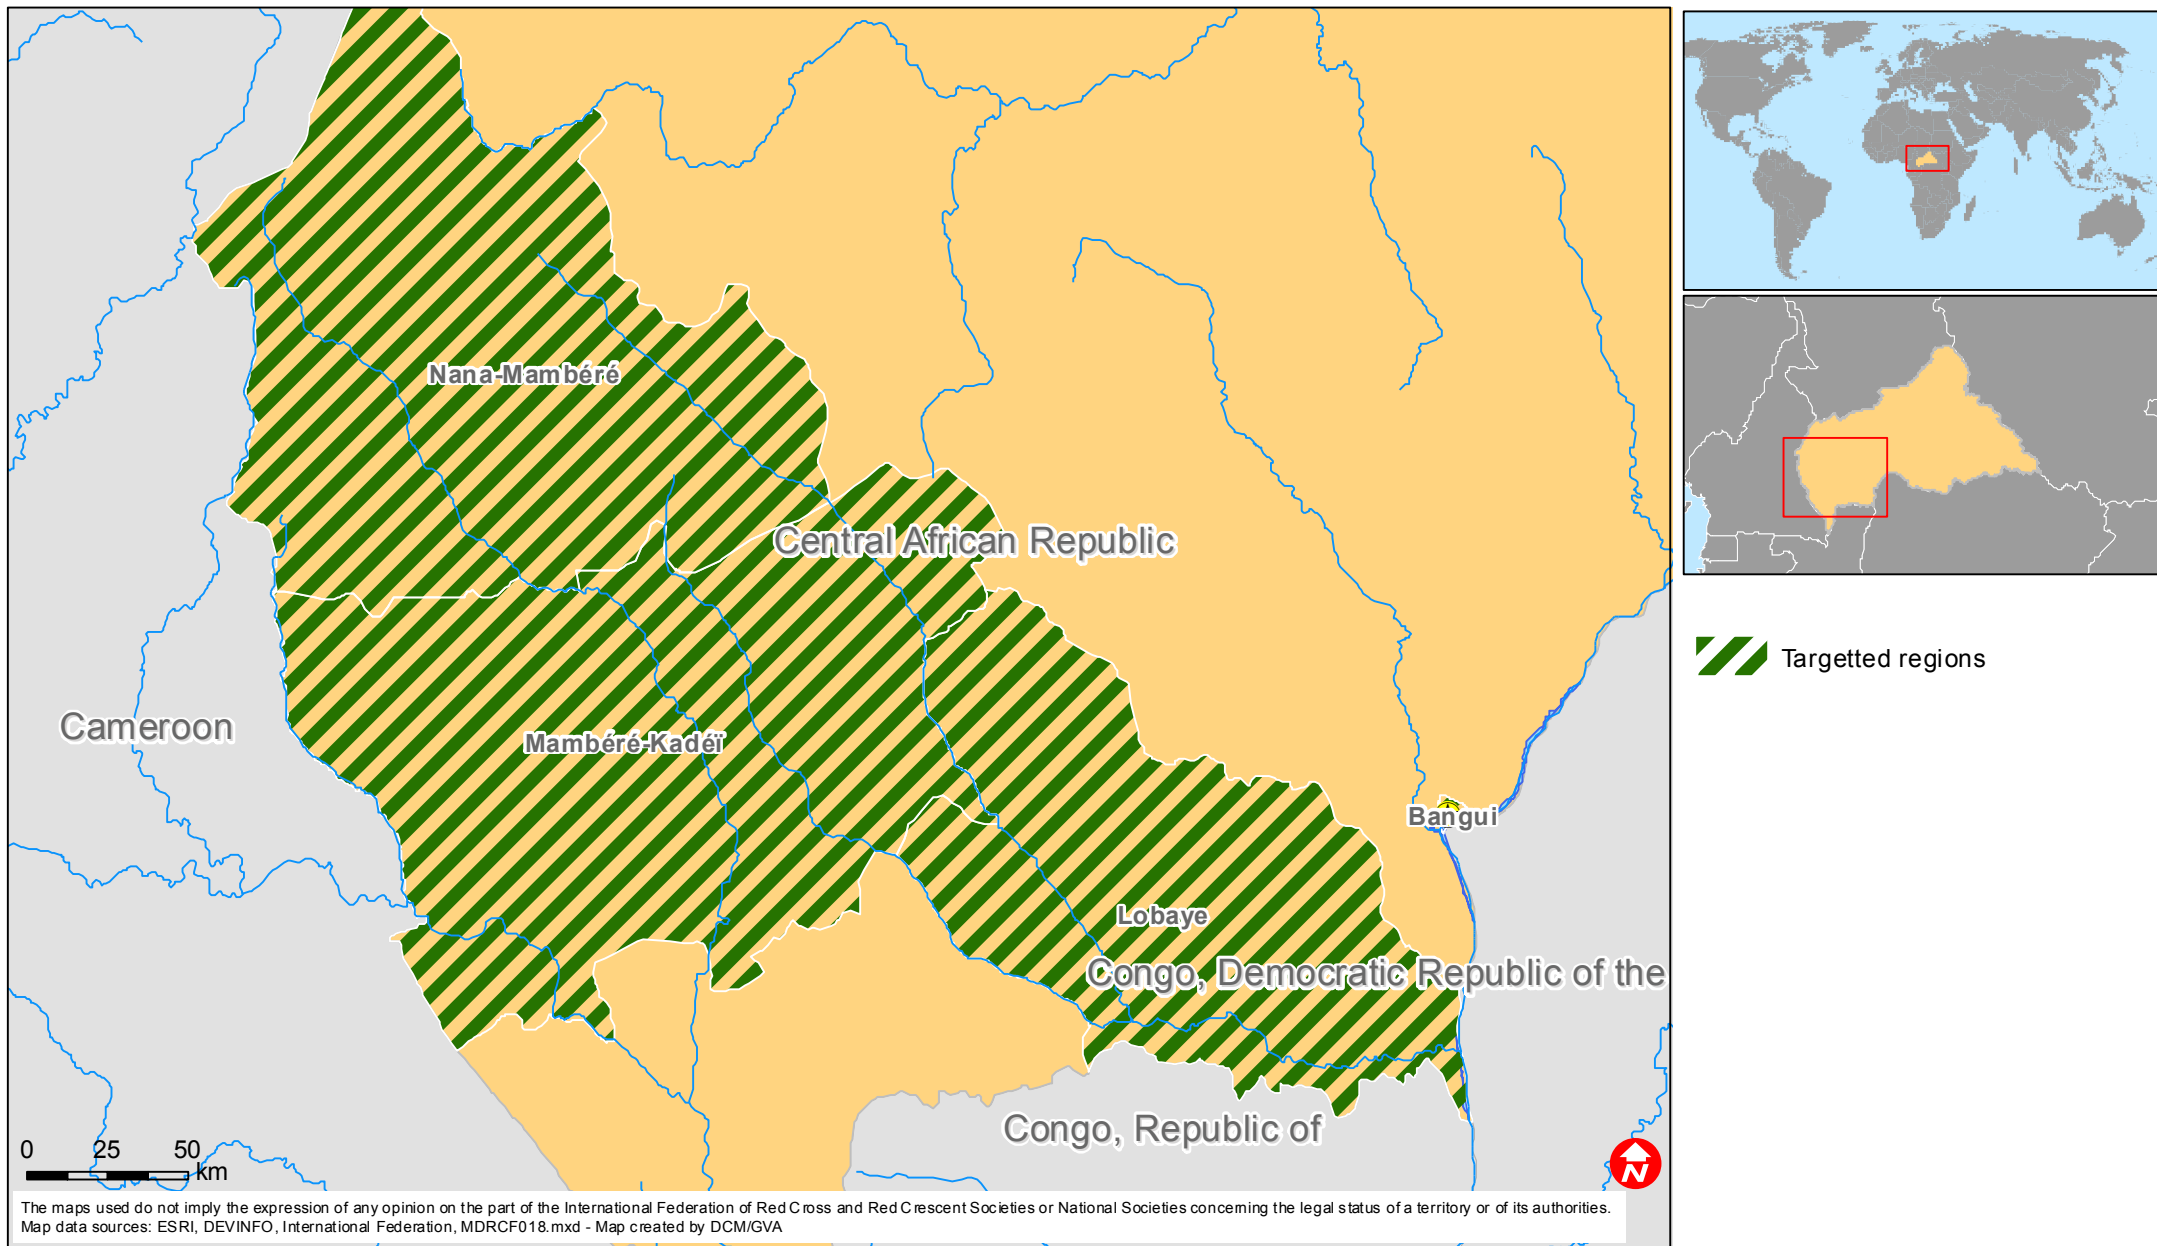 Nana-Mambéré
Central African Republic
Cameroon
Mambéré-Kadéï
Bangui
Lobaye
Congo, Democratic Republic of the
Congo, Republic of
0 25 50
km
N
The maps used do not imply the expression of any opinion on the part of the International Federation of Red Cross and Red Crescent Societies or National Societies concerning the legal status of a territory or of its authorities.
Map data sources: ESRI, DEVINFO, International Federation, MDRCF018.mxd - Map created by DCM/GVA
Targetted regions